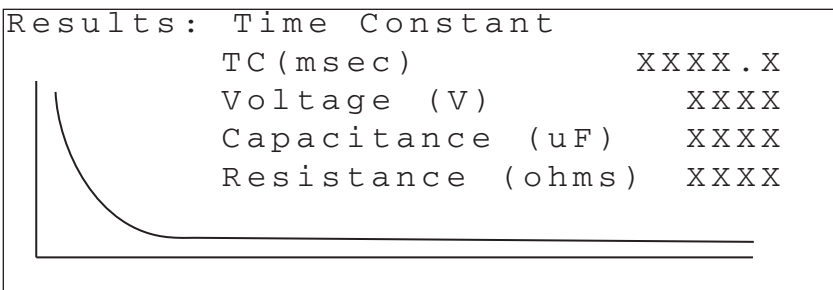 Results: Time Constant
TC(msec) XXXX.X
Voltage (V) XXXX
Capacitance (uF) XXXX
Resistance (ohms) XXXX